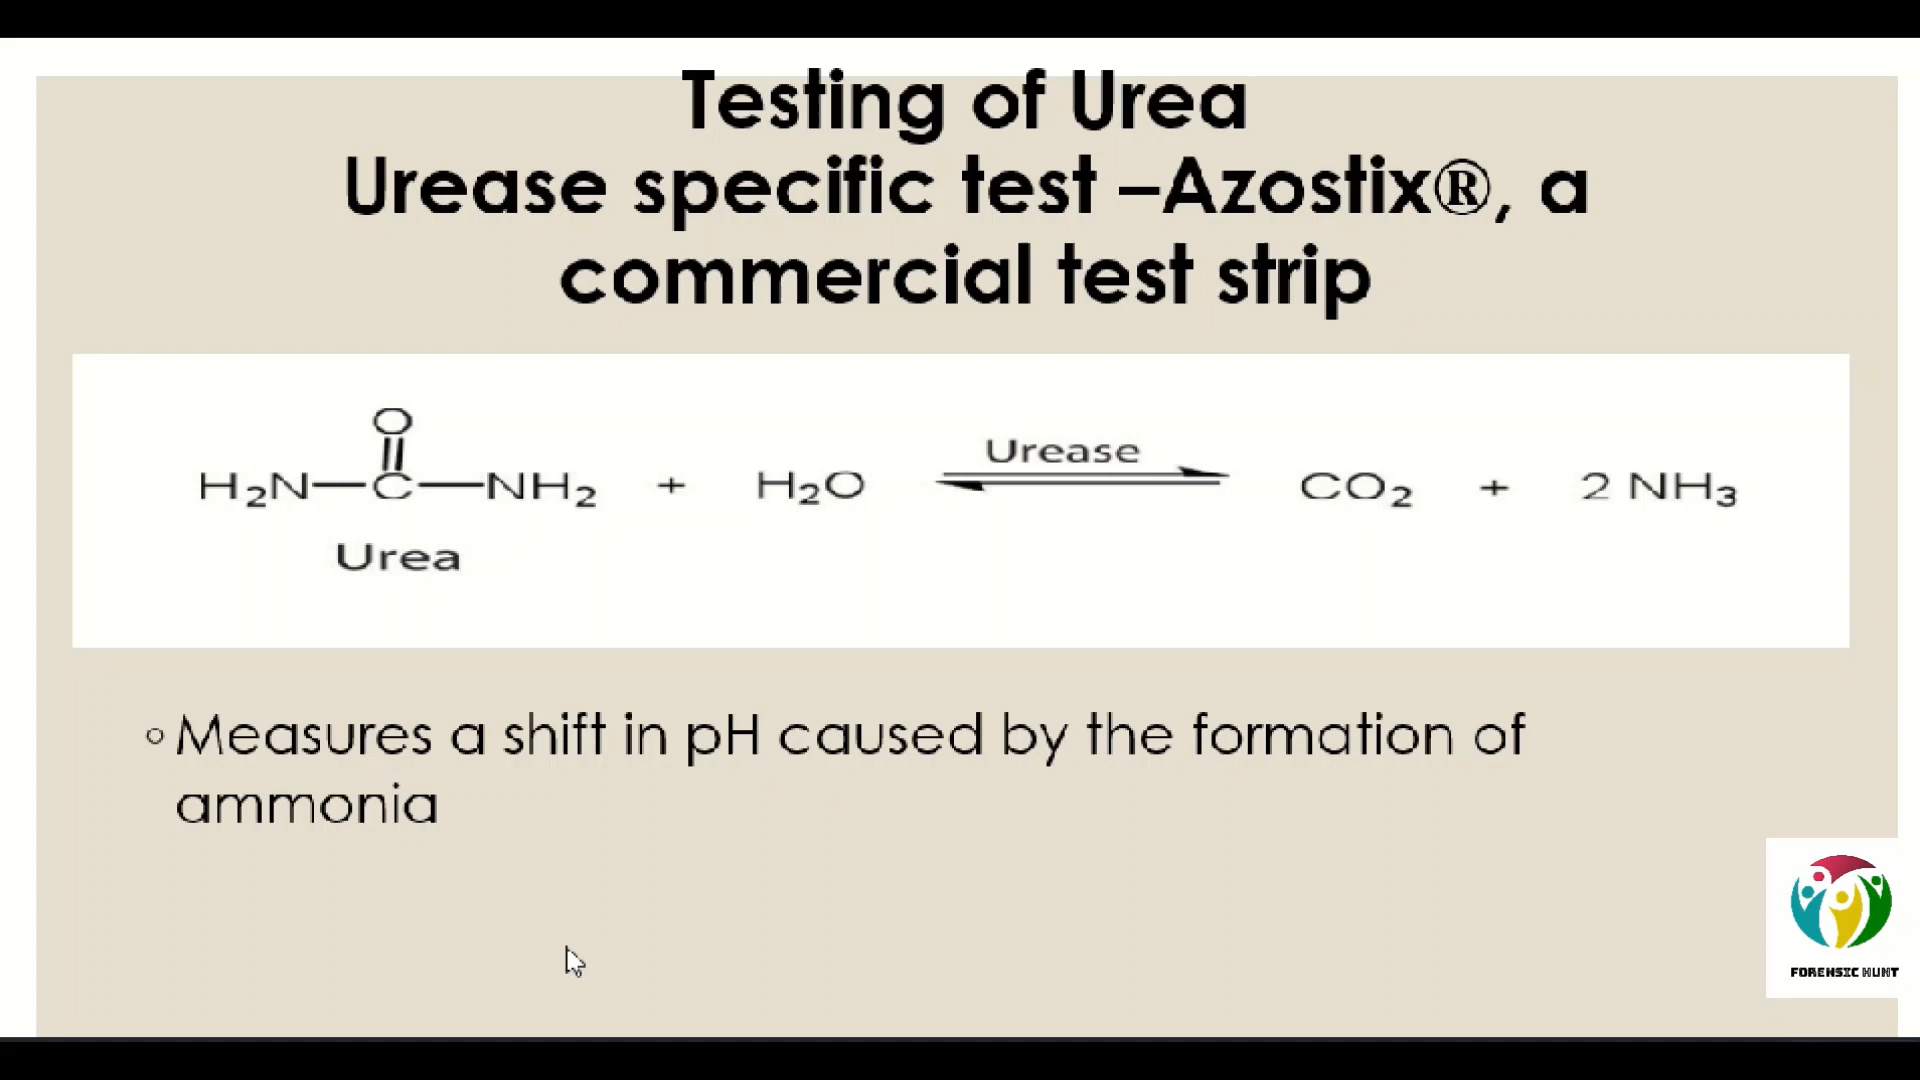 Testing of Urea
Urease specific test –Azostix®, a
commercial test strip
O
H₂N—C—NH₂ + H₂O Urease CO₂ + 2 NH₃
Urea
◦ Measures a shift in pH caused by the formation of
ammonia
FORENSIC HUNT